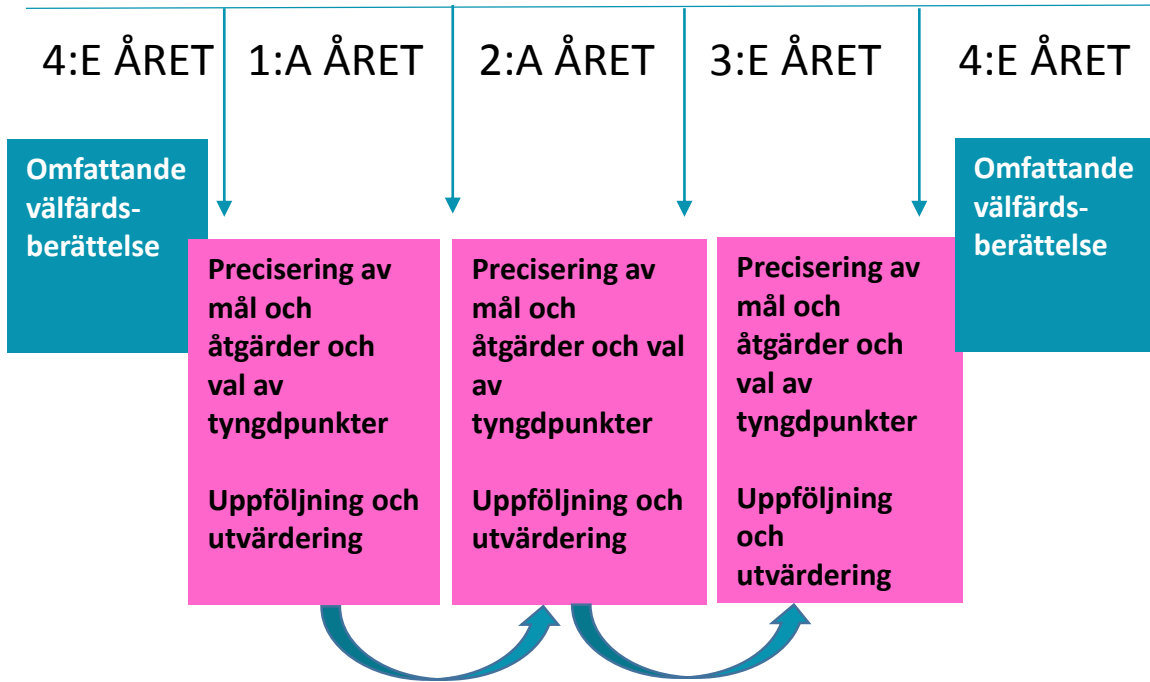 4:E ÅRET
1:A ÅRET
2:A ÅRET
3:E ÅRET
4:E ÅRET
Omfattande
välfärds-
berättelse
Precisering av
mål och
åtgärder och
val av
tyngdpunkter
Uppföljning och
utvärdering
Precisering av
mål och
åtgärder och val
av
tyngdpunkter
Uppföljning och
utvärdering
Precisering av
mål och
åtgärder och
val av
tyngdpunkter
Uppföljning
och
utvärdering
Omfattande
välfärds-
berättelse